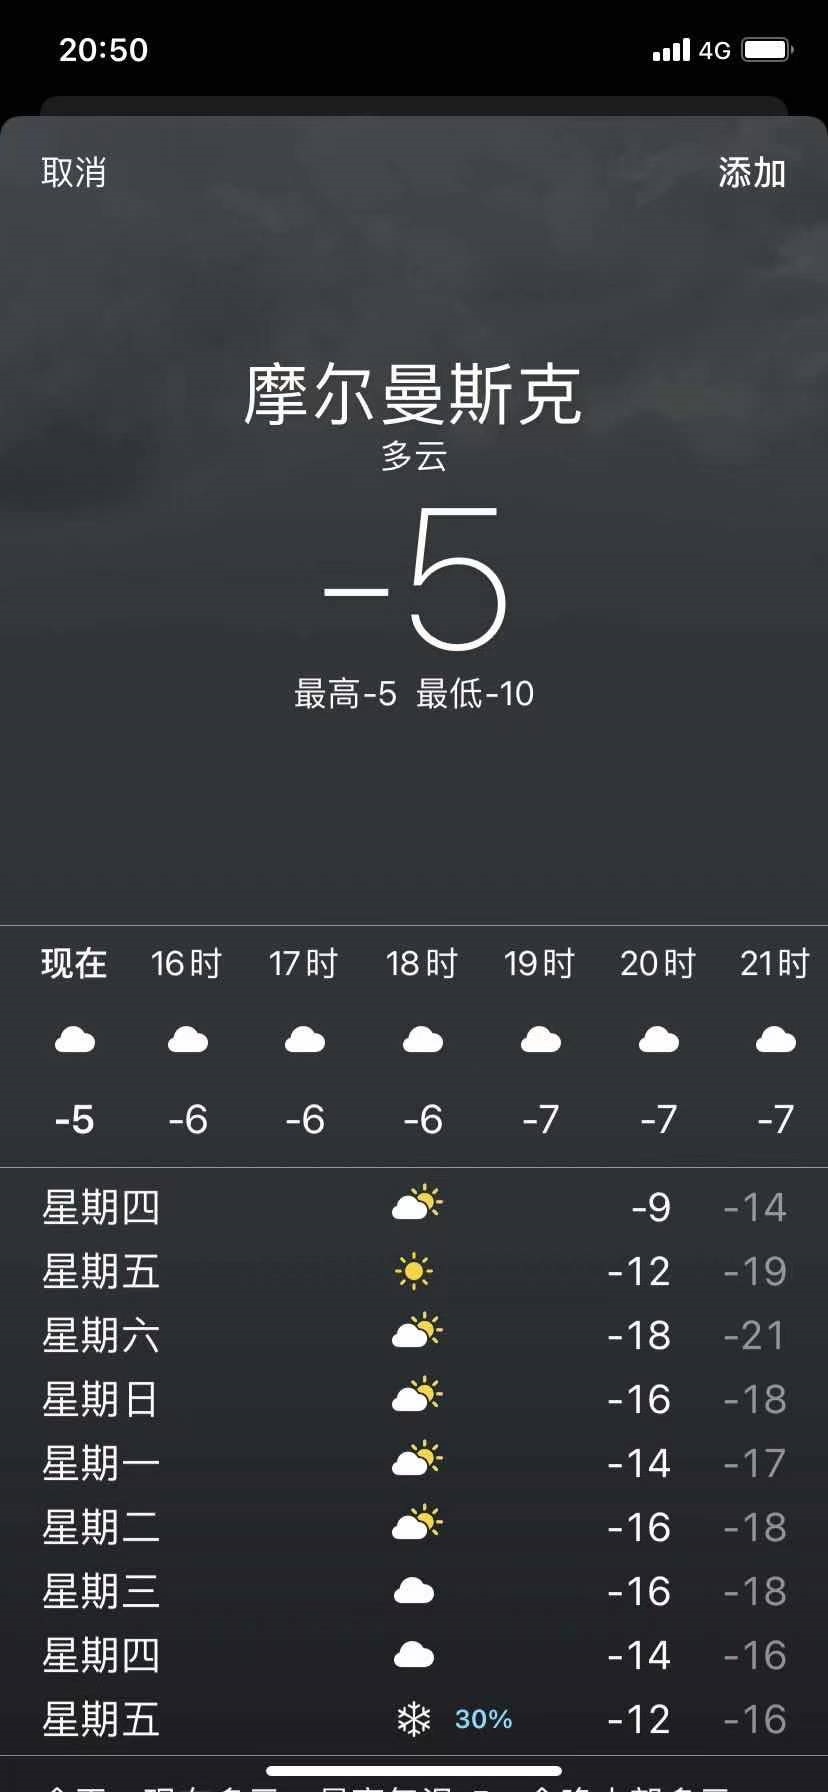 20:50 4G
取消 添加
摩尔曼斯克
多云
-5
最高-5 最低-10
现在 16时 17时 18时 19时 20时 21时
-5 -6 -6 -6 -7 -7 -7
星期四 -9 -14
星期五 -12 -19
星期六 -18 -21
星期日 -16 -18
星期一 -14 -17
星期二 -16 -18
星期三 -16 -18
星期四 -14 -16
星期五 30% -12 -16